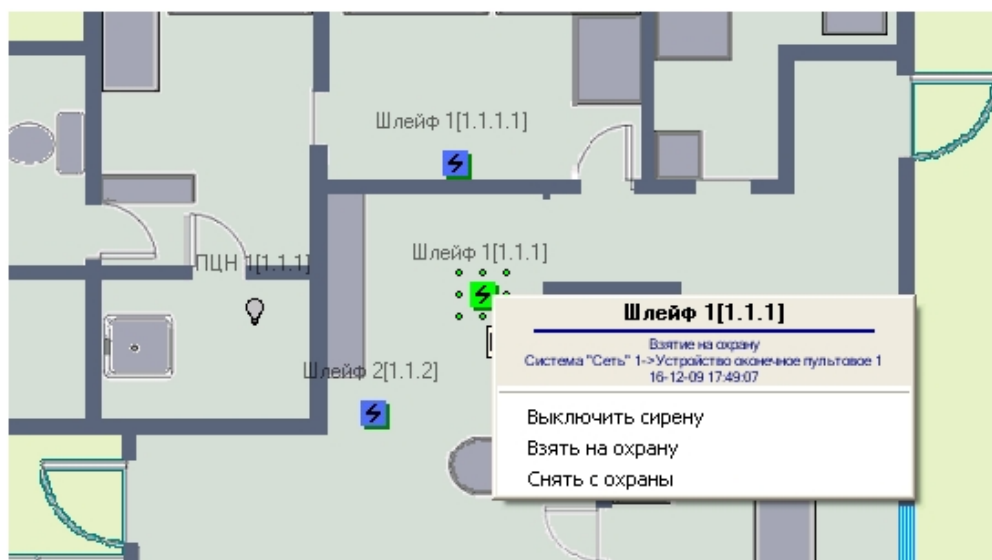 Шлейф 1[1.1.1.1]
Шлейф 1[1.1.1]
ПЦН 1[1.1.1]
Шлейф 1[1.1.1]
Взятие на охрану
Система "Сеть" 1->Устройство оконечное пультовое 1
16-12-09 17:49:07
Шлейф 2[1.1.2]
Выключить сирену
Взять на охрану
Снять с охраны